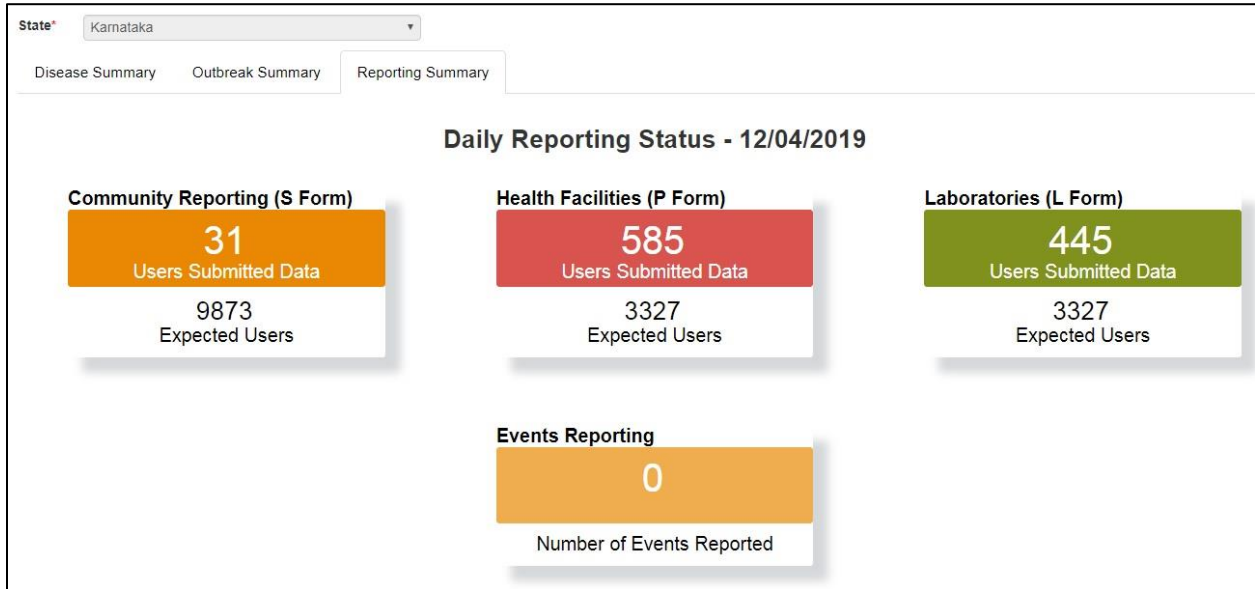 State* Karnataka
Disease Summary Outbreak Summary Reporting Summary
Daily Reporting Status - 12/04/2019
Community Reporting (S Form)
31
Users Submitted Data
9873
Expected Users
Health Facilities (P Form)
585
Users Submitted Data
3327
Expected Users
Laboratories (L Form)
445
Users Submitted Data
3327
Expected Users
Events Reporting
0
Number of Events Reported